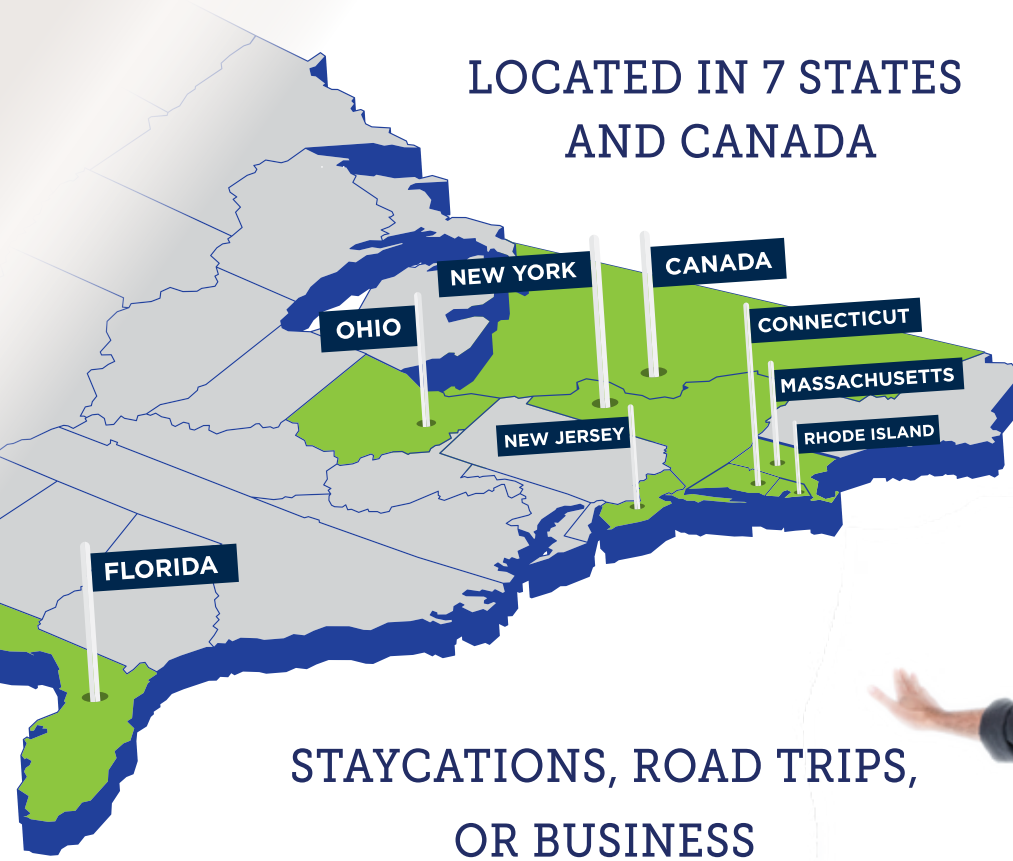 LOCATED IN 7 STATES
AND CANADA
NEW YORK
CANADA
OHIO
CONNECTICUT
MASSACHUSETTS
NEW JERSEY
RHODE ISLAND
FLORIDA
STAYCATIONS, ROAD TRIPS,
OR BUSINESS